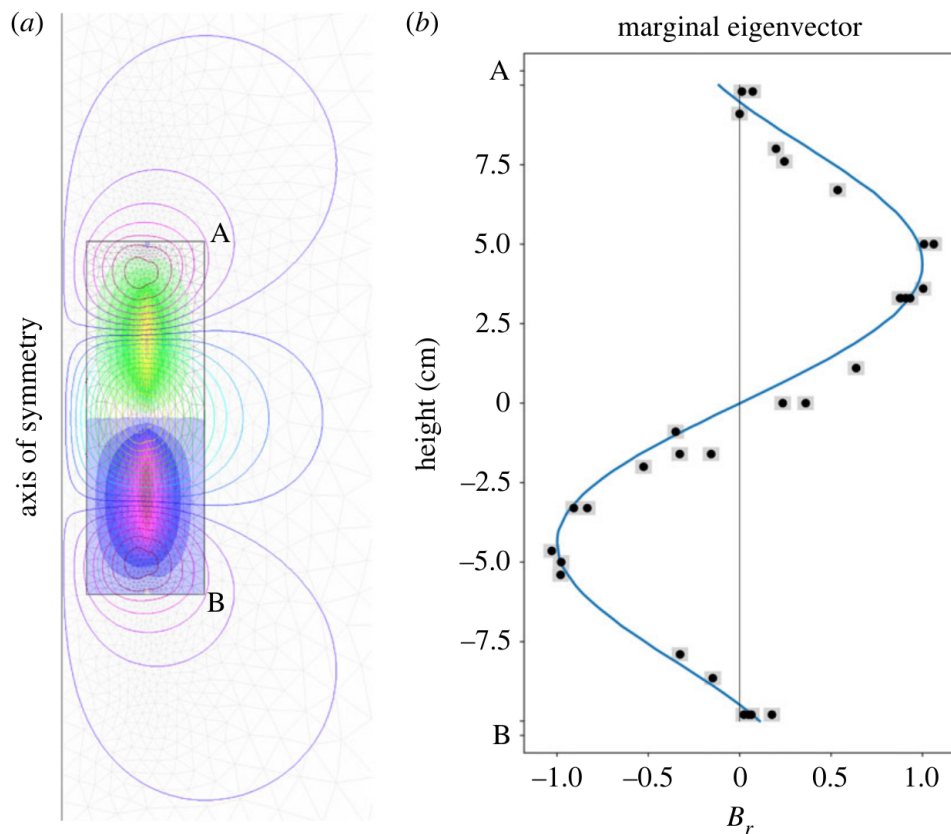 (a)
A
B
axis of symmetry
(b)
marginal eigenvector
A
7.5
5.0
2.5
0
–2.5
–5.0
–7.5
B
height (cm)
–1.0 –0.5 0 0.5 1.0
Br